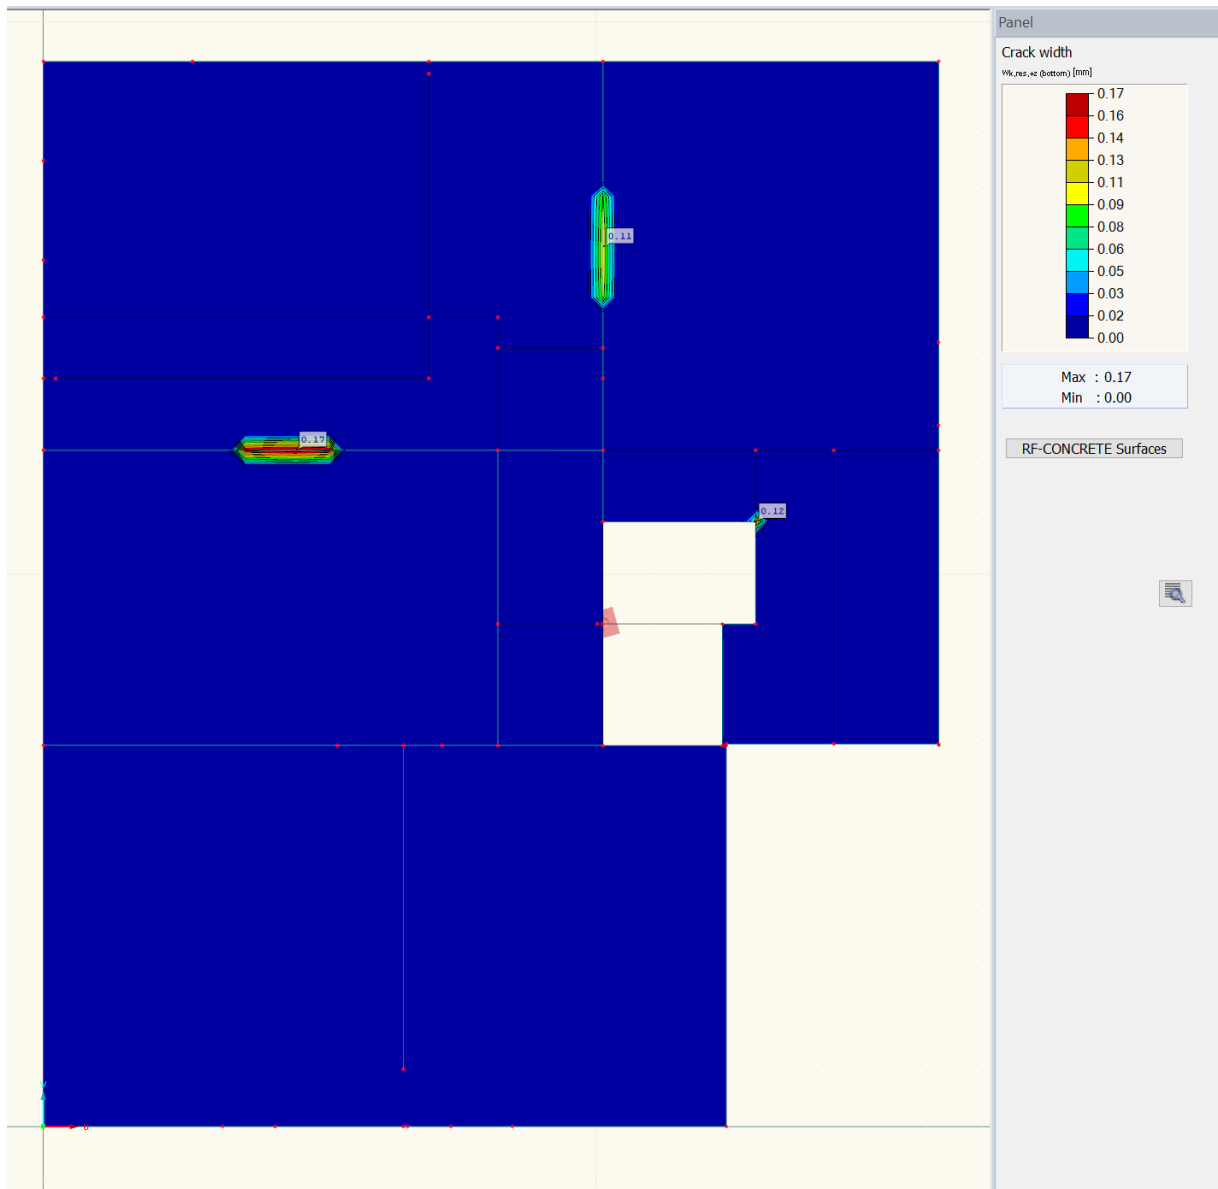 Panel
Crack width
wk,res,+z (bottom) [mm]
0.17
0.16
0.14
0.13
0.11
0.09
0.08
0.06
0.05
0.03
0.02
0.00
Max : 0.17
Min : 0.00
RF-CONCRETE Surfaces
0.11
0.17
0.12